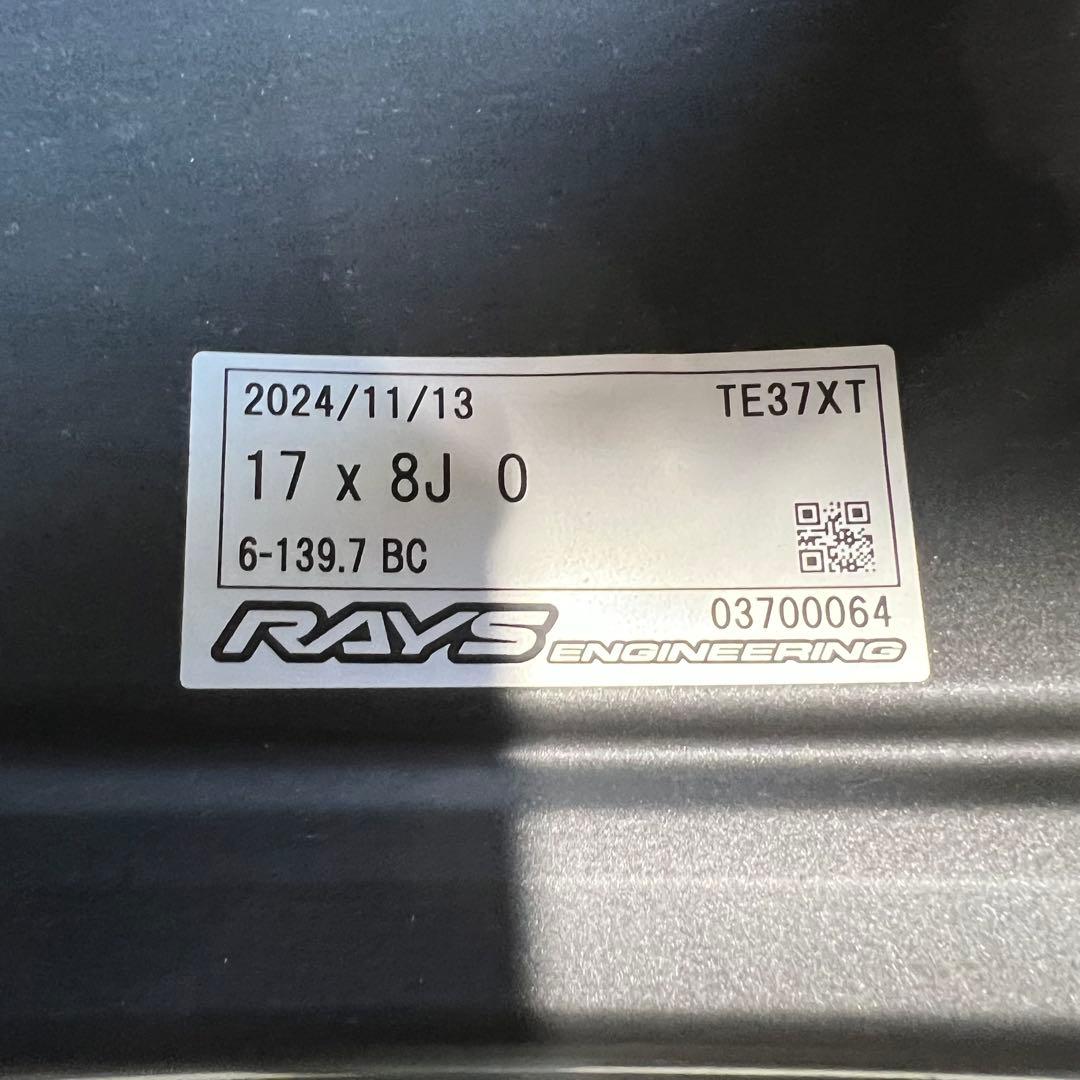 2024/11/13 TE37XT
17 x 8J 0
6-139.7 BC
03700064
RAYS ENGINEERING